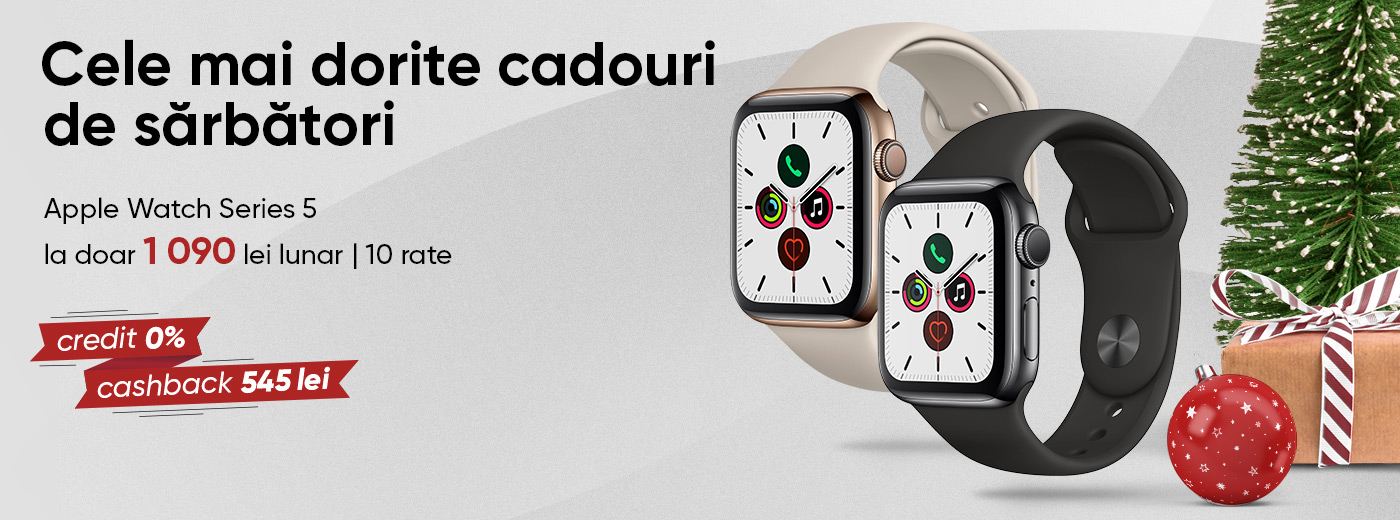 Cele mai dorite cadouri
de sărbători
Apple Watch Series 5
la doar 1 090 lei lunar | 10 rate
credit 0%
cashback 545 lei